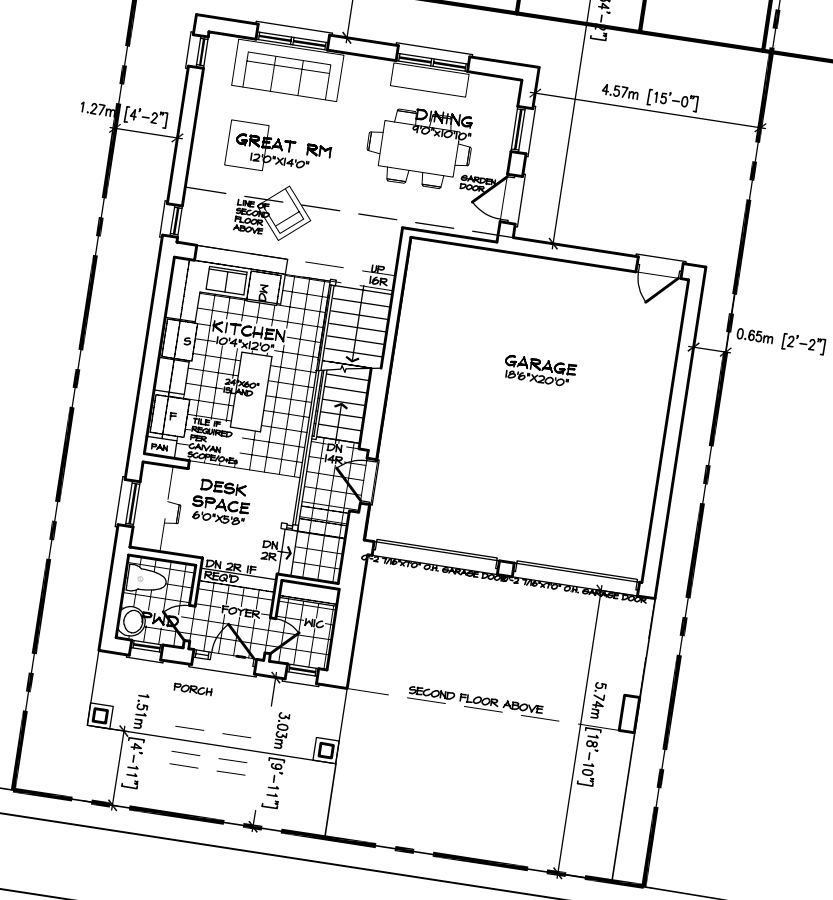 4.57m [15'-0"]
1.27m [4'-2"]
DINING
9'0"X10'10"
GREAT RM
12'0"X14'0"
GARDEN
DOOR
LINE OF
SECOND
FLOOR
ABOVE
UP
16R
0.65m [2'-2"]
KITCHEN
10'4"X12'0"
S
24"X60"
ISLAND
GARAGE
18'6"X20'0"
F
TILE IF
REQUIRED
PER
CAIVAN
SCOPE/O+Es
PAN
DN
14R
DESK
SPACE
6'0"X5'8"
DN
2R
DN 2R IF
REQ'D
PWD
FOYER
WIC
PORCH
SECOND FLOOR ABOVE
1.51m [4'-11"]
3.03m [9'-11"]
5.74m [18'-10"]